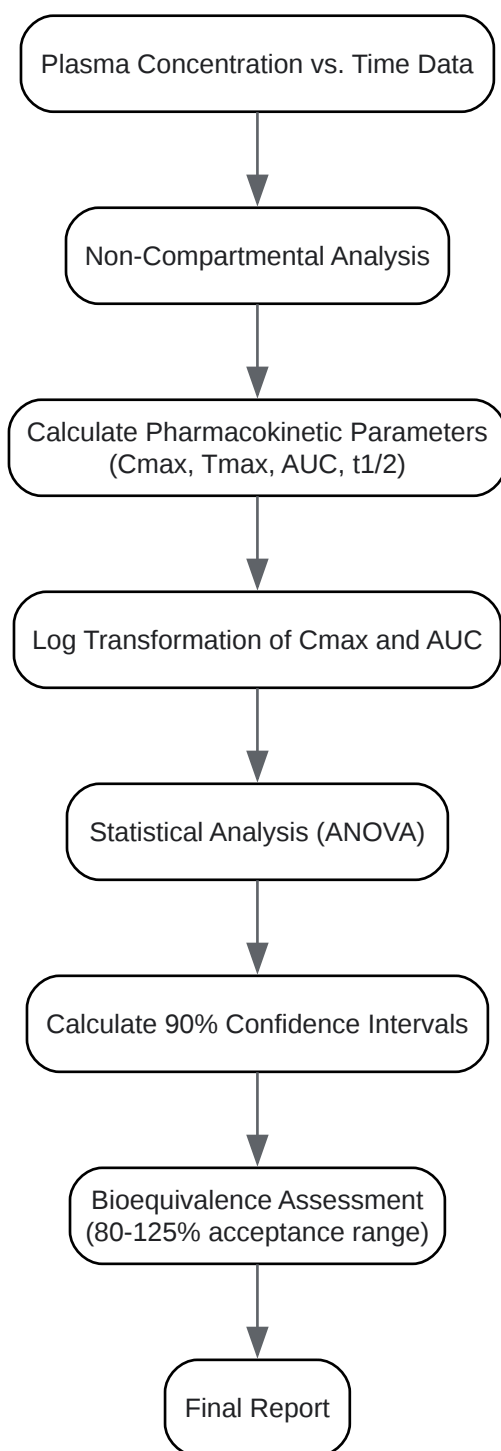 Plasma Concentration vs. Time Data
Non-Compartmental Analysis
Calculate Pharmacokinetic Parameters
(Cmax, Tmax, AUC, t1/2)
Log Transformation of Cmax and AUC
Statistical Analysis (ANOVA)
Calculate 90% Confidence Intervals
Bioequivalence Assessment
(80-125% acceptance range)
Final Report